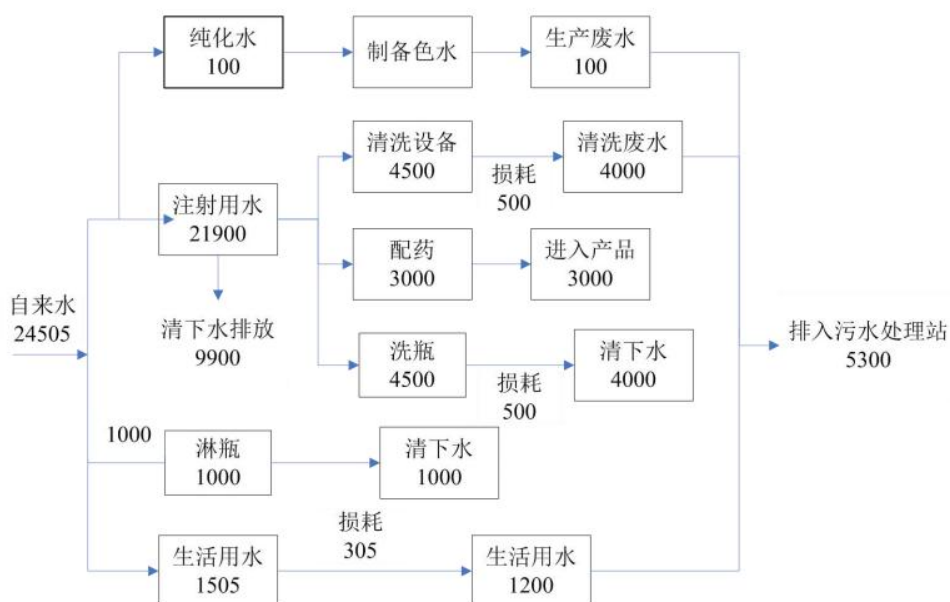 纯化水
100
制备色水
生产废水
100
清洗设备
4500
损耗
500
清洗废水
4000
注射用水
21900
配药
3000
进入产品
3000
自来水
24505
清下水排放
9900
洗瓶
4500
损耗
500
清下水
4000
排入污水处理站
5300
1000
淋瓶
1000
清下水
1000
损耗
305
生活用水
1505
生活用水
1200